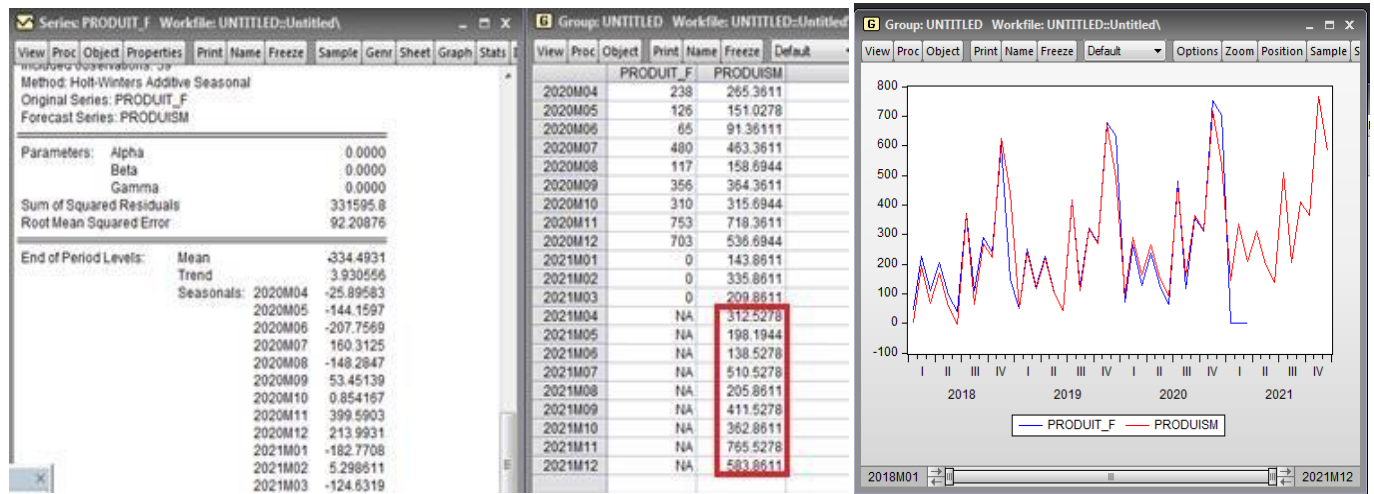 Series: PRODUIT_F Workfile: UNTITLED::Untitled\
View Proc Object Properties Print Name Freeze Sample Genr Sheet Graph Stats I
Included observations: 39
Method: Holt-Winters Additive Seasonal
Original Series: PRODUIT_F
Forecast Series: PRODUISM
Parameters: Alpha 0.0000
Beta 0.0000
Gamma 0.0000
Sum of Squared Residuals 331595.8
Root Mean Squared Error 92.20876
End of Period Levels: Mean 334.4931
Trend 3.930556
Seasonals: 2020M04 -25.89583
2020M05 -144.1597
2020M06 -207.7569
2020M07 160.3125
2020M08 -148.2847
2020M09 53.45139
2020M10 0.854167
2020M11 399.5903
2020M12 213.9931
2021M01 -182.7708
2021M02 5.298611
2021M03 -124.6319
Group: UNTITLED Workfile: UNTITLED::Untitled
View Proc Object Print Name Freeze Default
PRODUIT_F PRODUISM
2020M04 238 265.3611
2020M05 126 151.0278
2020M06 65 91.36111
2020M07 480 463.3611
2020M08 117 158.6944
2020M09 356 364.3611
2020M10 310 315.6944
2020M11 753 718.3611
2020M12 703 536.6944
2021M01 0 143.8611
2021M02 0 335.8611
2021M03 0 209.8611
2021M04 NA 312.5278
2021M05 NA 198.1944
2021M06 NA 138.5278
2021M07 NA 510.5278
2021M08 NA 205.8611
2021M09 NA 411.5278
2021M10 NA 362.8611
2021M11 NA 765.5278
2021M12 NA 583.8611
Group: UNTITLED Workfile: UNTITLED::Untitled\
View Proc Object Print Name Freeze Default Options Zoom Position Sample S
800
700
600
500
400
300
200
100
0
-100
I II III IV I II III IV I II III IV I II III IV
2018 2019 2020 2021
PRODUIT_F PRODUISM
2018M01 2021M12